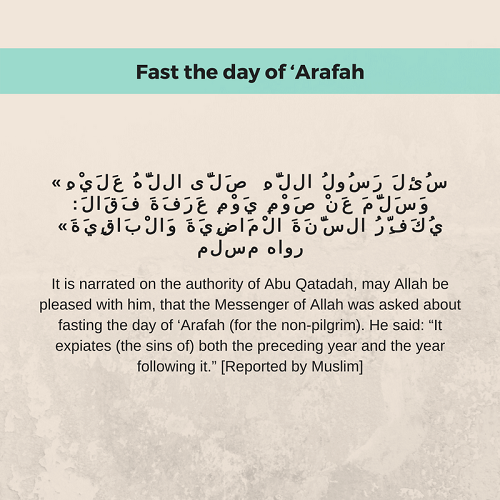 Fast the day of ‘Arafah
« سُئِلَ رَسُولُ اللَّهِ صَلَّى اللَّهُ عَلَيْهِ
وَسَلَّمَ عَنْ صَوْمِ يَوْمِ عَرَفَةَ فَقَالَ:
يُكَفِّرُ السَّنَةَ الْمَاضِيَةَ وَالْبَاقِيَةَ»
رواه مسلم
It is narrated on the authority of Abu Qatadah, may Allah be
pleased with him, that the Messenger of Allah was asked about
fasting the day of ‘Arafah (for the non-pilgrim). He said: “It
expiates (the sins of) both the preceding year and the year
following it.” [Reported by Muslim]